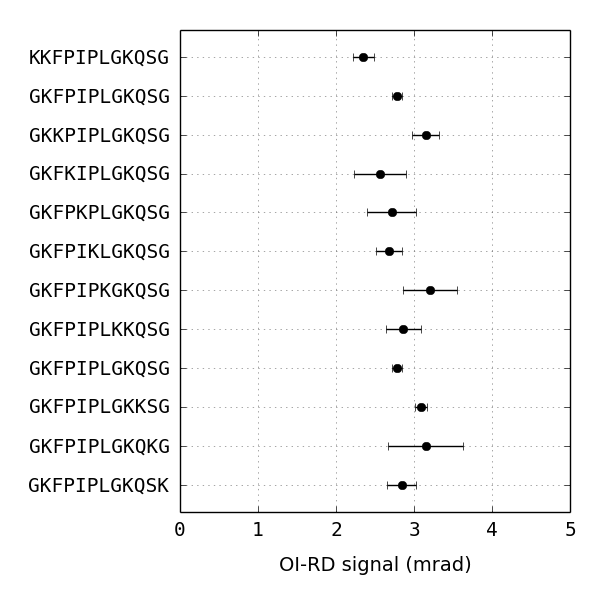 KKFPIPLGKQSG
GKFPIPLGKQSG
GKKPIPLGKQSG
GKFKIPLGKQSG
GKFPKPLGKQSG
GKFPIKLGKQSG
GKFPIPKGKQSG
GKFPIPLKKQSG
GKFPIPLGKQSG
GKFPIPLGKKSG
GKFPIPLGKQKG
GKFPIPLGKQSK
0 1 2 3 4 5
OI-RD signal (mrad)